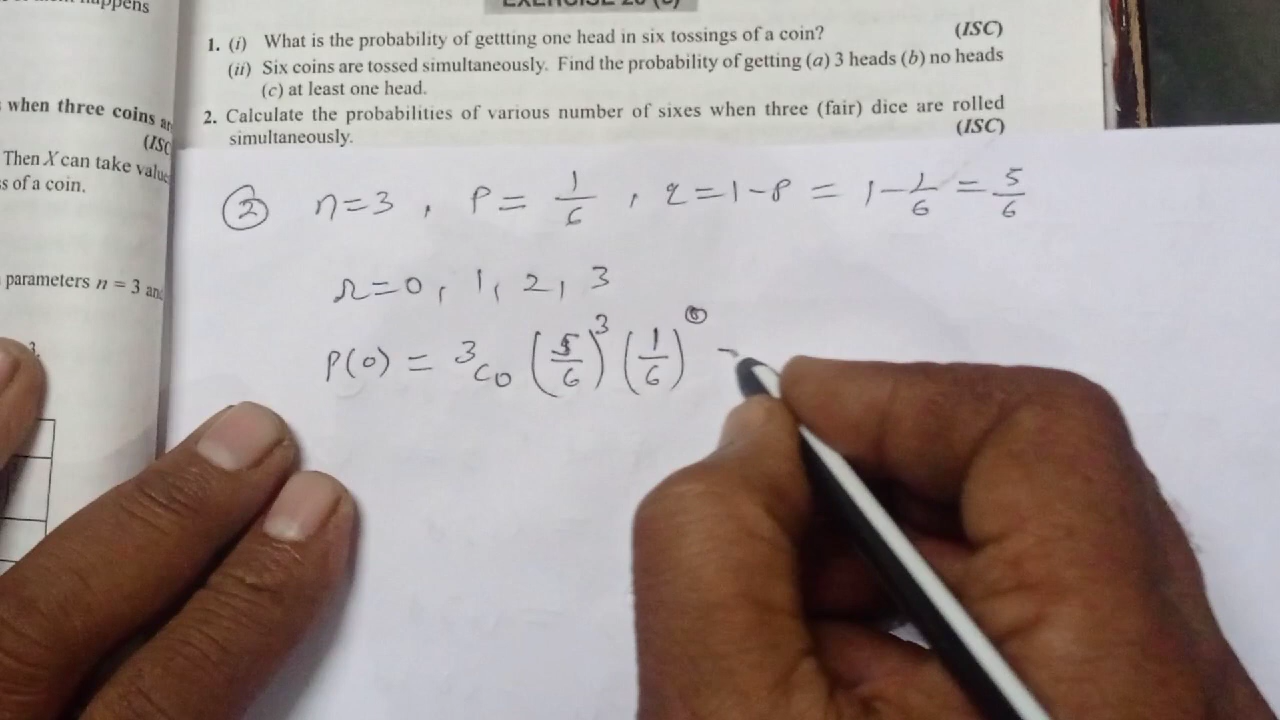 happens
1. (i) What is the probability of gettting one head in six tossings of a coin? (ISC)
(ii) Six coins are tossed simultaneously. Find the probability of getting (a) 3 heads (b) no heads
(c) at least one head.
2. Calculate the probabilities of various number of sixes when three (fair) dice are rolled
simultaneously. (ISC)
when three coins
(ISC
Then X can take value
s of a coin.
parameters n = 3
② n=3 , P = 1/6 , q = 1-P = 1 - 1/6 = 5/6
r=0, 1, 2, 3
P(0) = ³C₀ (5/6)³ (1/6)⁰